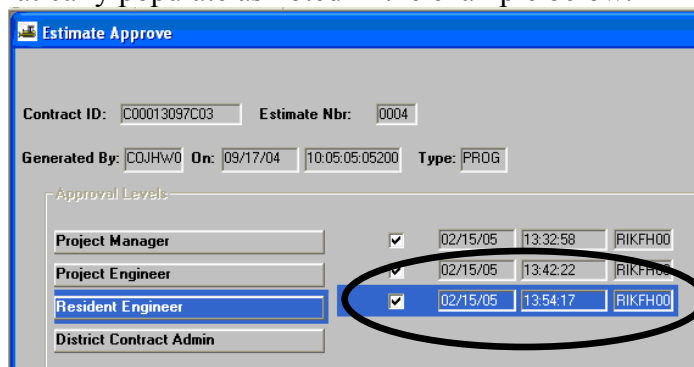 Estimate Approve
Contract ID: C00013097C03 Estimate Nbr: 0004
Generated By: COJHW0 On: 09/17/04 10:05:05:05200 Type: PROG
Approval Levels
Project Manager 02/15/05 13:32:58 RIKFH00
Project Engineer 02/15/05 13:42:22 RIKFH00
Resident Engineer 02/15/05 13:54:17 RIKFH00
District Contract Admin